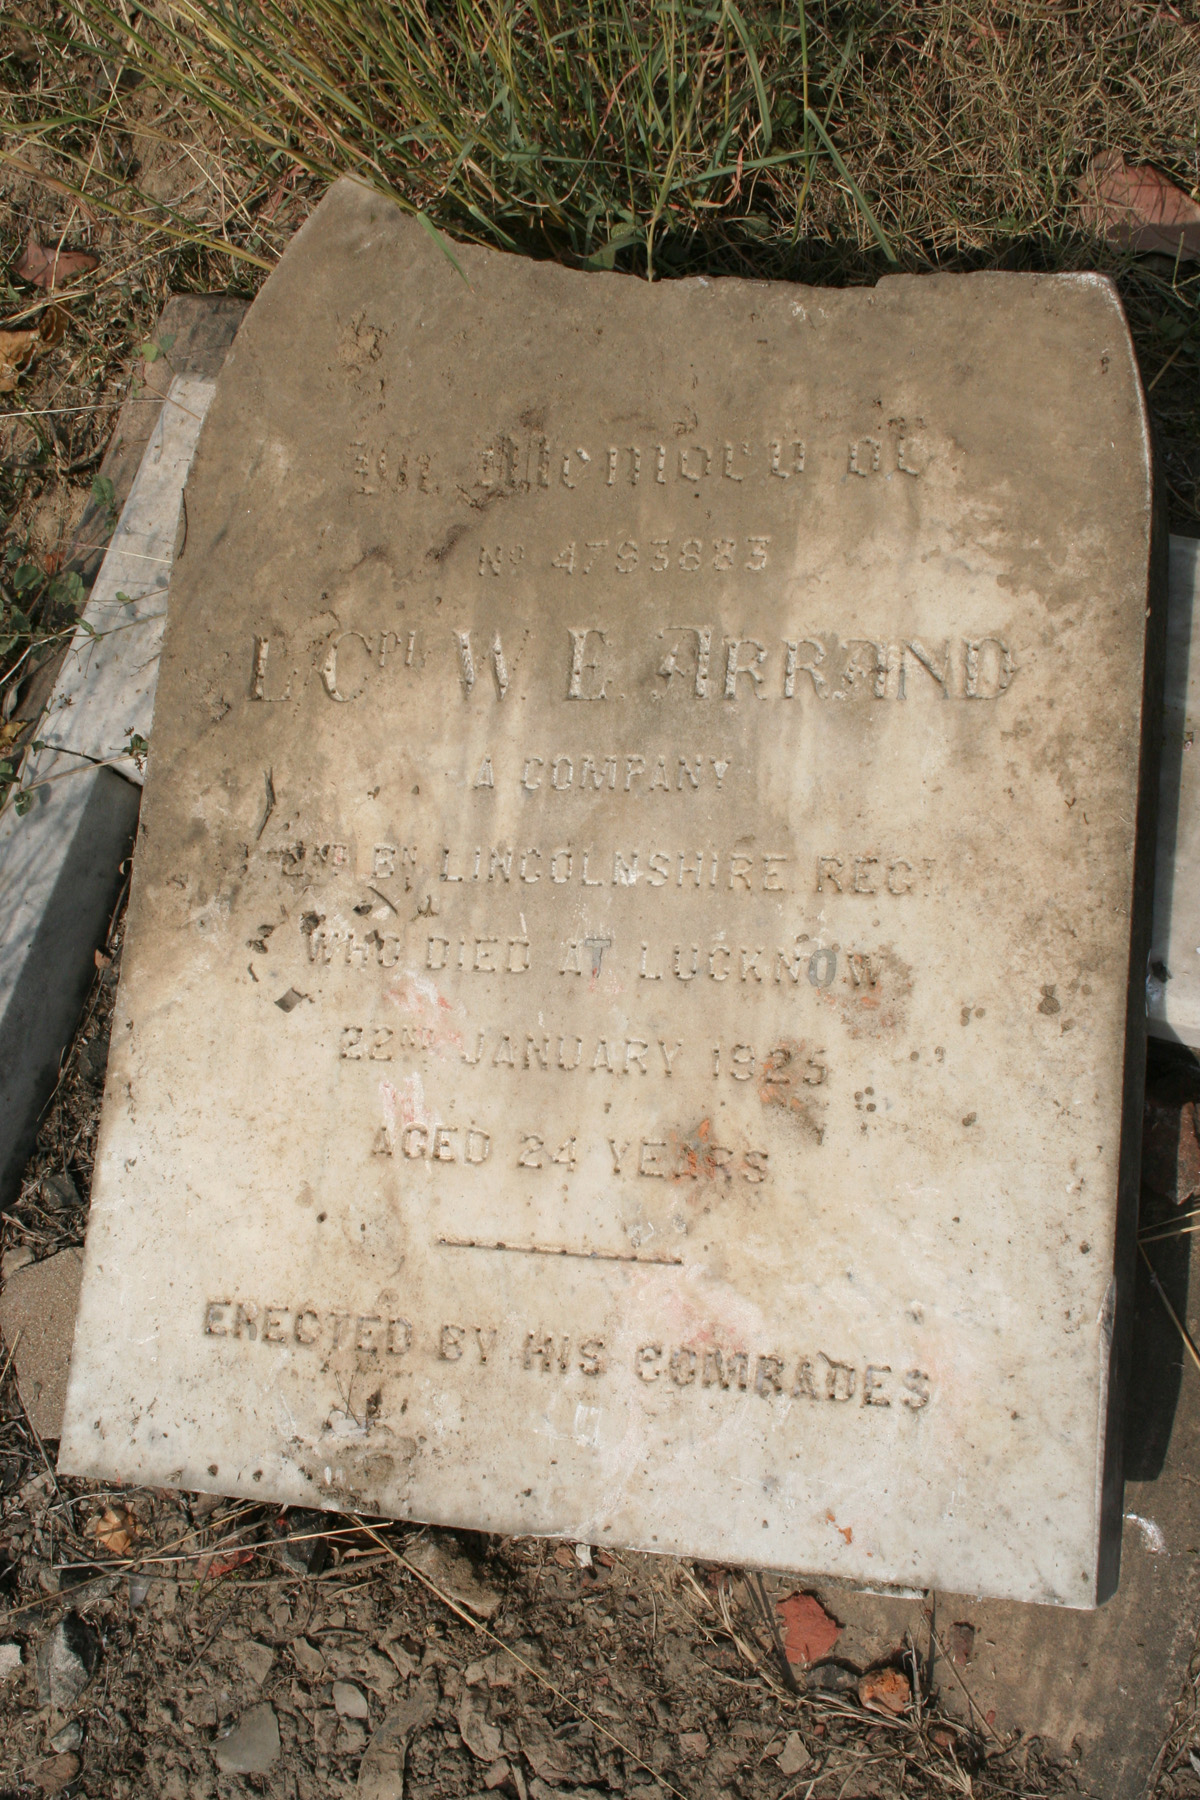 In Memory of
No 4793883
L/Cpl W. E. ARRAND
A COMPANY
2ND BN LINCOLNSHIRE REGT
WHO DIED AT LUCKNOW
22ND JANUARY 1925
AGED 24 YEARS
ERECTED BY HIS COMRADES